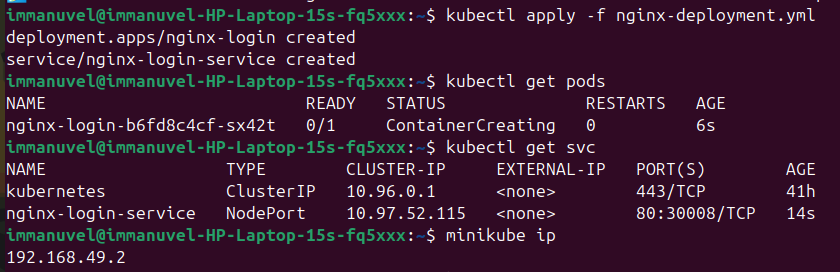 immanuvel@immanuvel-HP-Laptop-15s-fq5xxx:~$ kubectl apply -f nginx-deployment.yml
deployment.apps/nginx-login created
service/nginx-login-service created
immanuvel@immanuvel-HP-Laptop-15s-fq5xxx:~$ kubectl get pods
NAME                          READY   STATUS              RESTARTS   AGE
nginx-login-b6fd8c4cf-sx42t   0/1     ContainerCreating   0          6s
immanuvel@immanuvel-HP-Laptop-15s-fq5xxx:~$ kubectl get svc
NAME                  TYPE        CLUSTER-IP     EXTERNAL-IP   PORT(S)        AGE
kubernetes            ClusterIP   10.96.0.1      <none>        443/TCP        41h
nginx-login-service   NodePort    10.97.52.115   <none>        80:30008/TCP   14s
immanuvel@immanuvel-HP-Laptop-15s-fq5xxx:~$ minikube ip
192.168.49.2